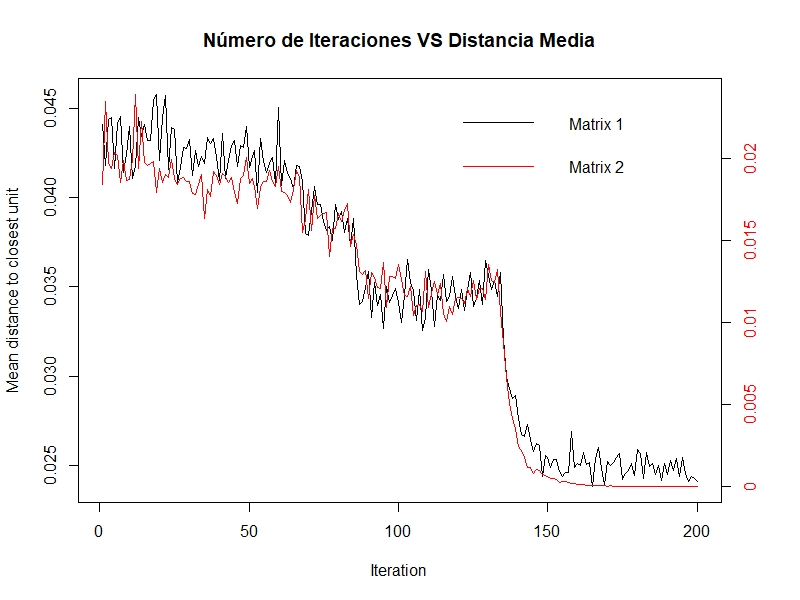 Número de Iteraciones VS Distancia Media
Mean distance to closest unit
0.045
0.040
0.035
0.030
0.025
Matrix 1
Matrix 2
0.02
0.015
0.01
0.005
0
0 50 100 150 200
Iteration